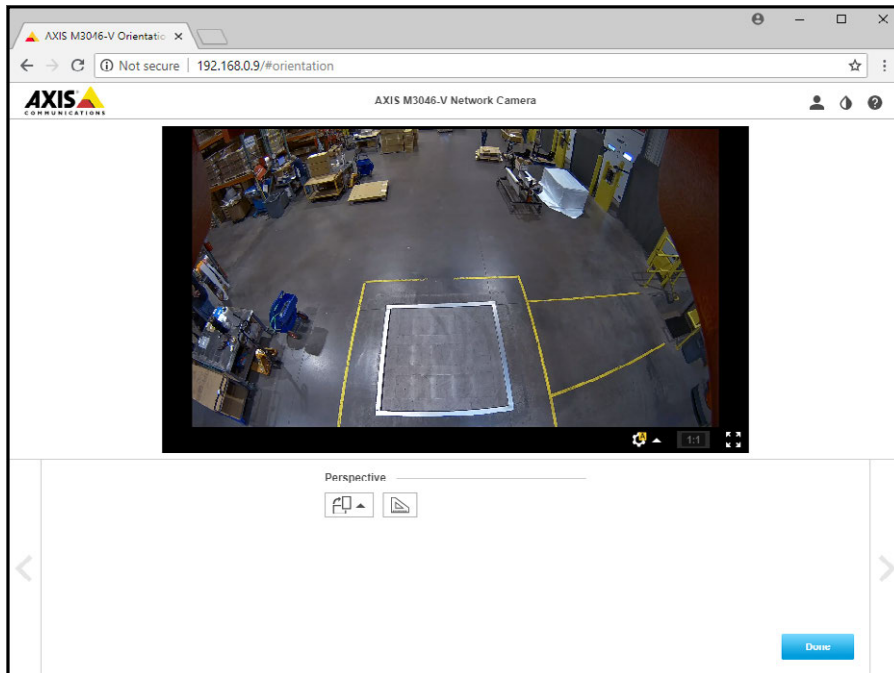 AXIS M3046-V Orientatic
Not secure | 192.168.0.9/#orientation
AXIS
COMMUNICATIONS
AXIS M3046-V Network Camera
1:1
Perspective
Done